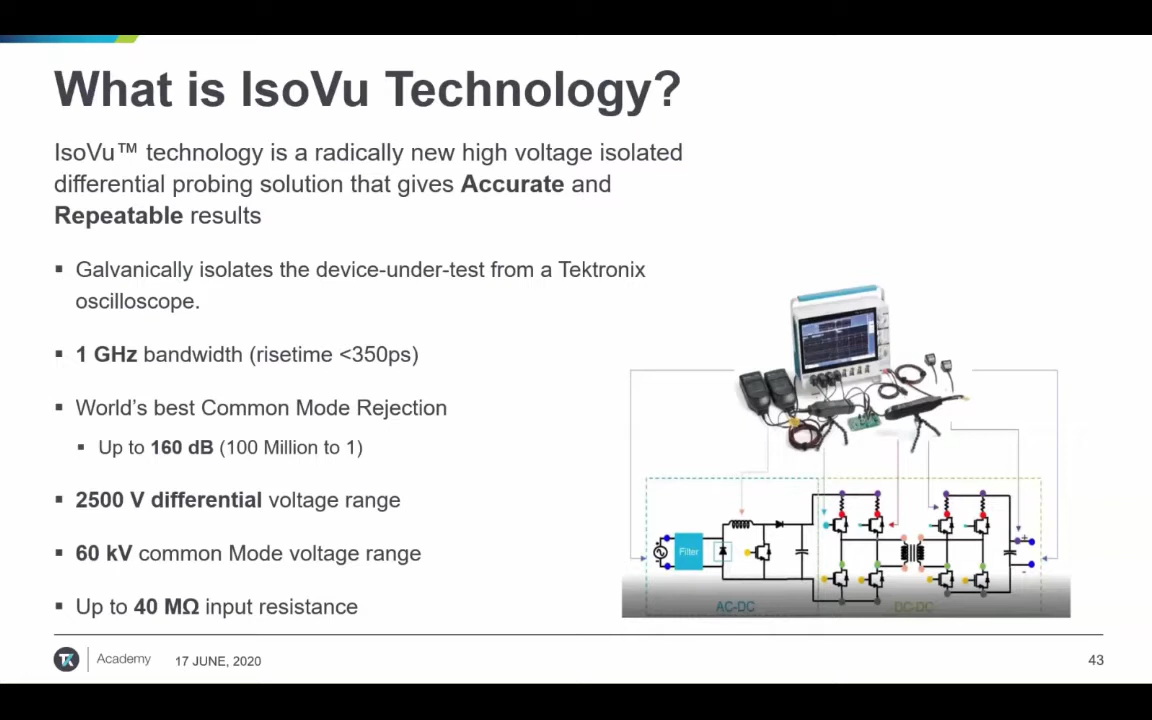 What is IsoVu Technology?
IsoVu™ technology is a radically new high voltage isolated
differential probing solution that gives Accurate and
Repeatable results
▪ Galvanically isolates the device-under-test from a Tektronix
oscilloscope.
▪ 1 GHz bandwidth (risetime <350ps)
▪ World's best Common Mode Rejection
▪ Up to 160 dB (100 Million to 1)
▪ 2500 V differential voltage range
▪ 60 kV common Mode voltage range
▪ Up to 40 MΩ input resistance
Filter
+
-
AC-DC
DC-DC
Academy
17 JUNE, 2020
43